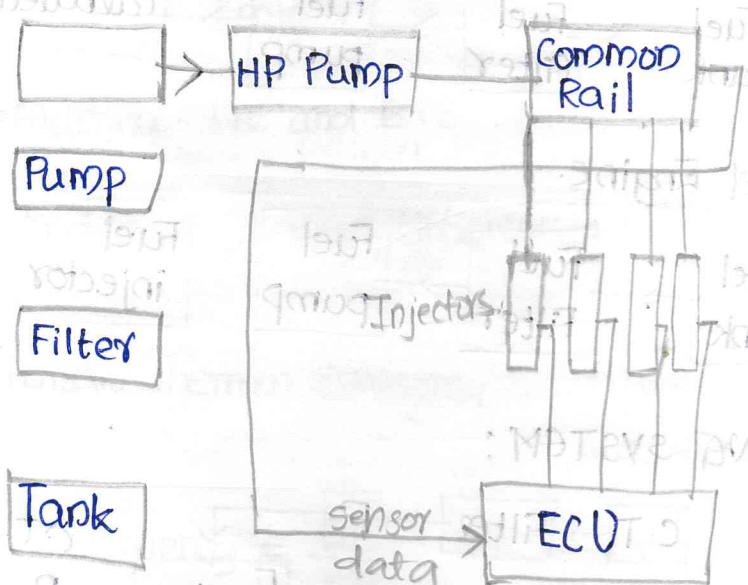 HP Pump
Common
Rail
Pump
Injectors
Filter
Tank
sensor
data
ECU